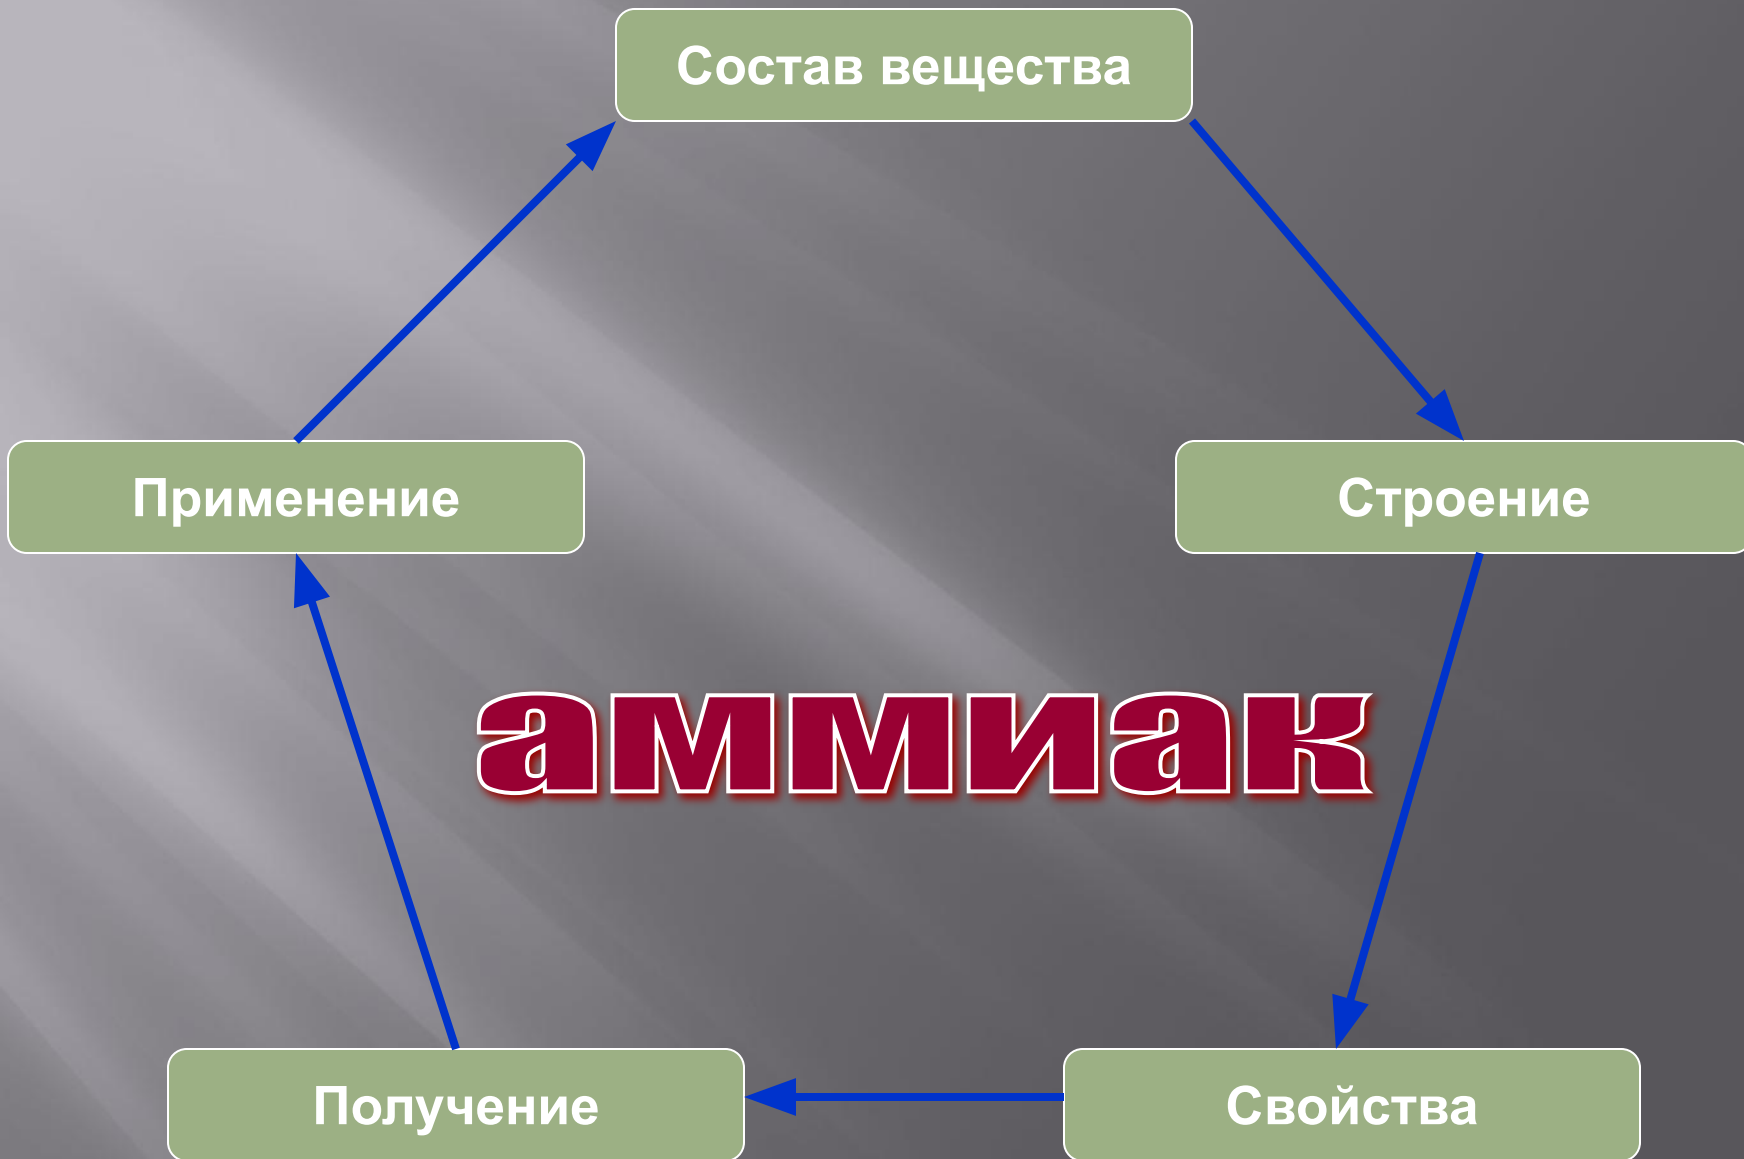 Состав вещества
Применение
Строение
аммиак
Получение
Свойства